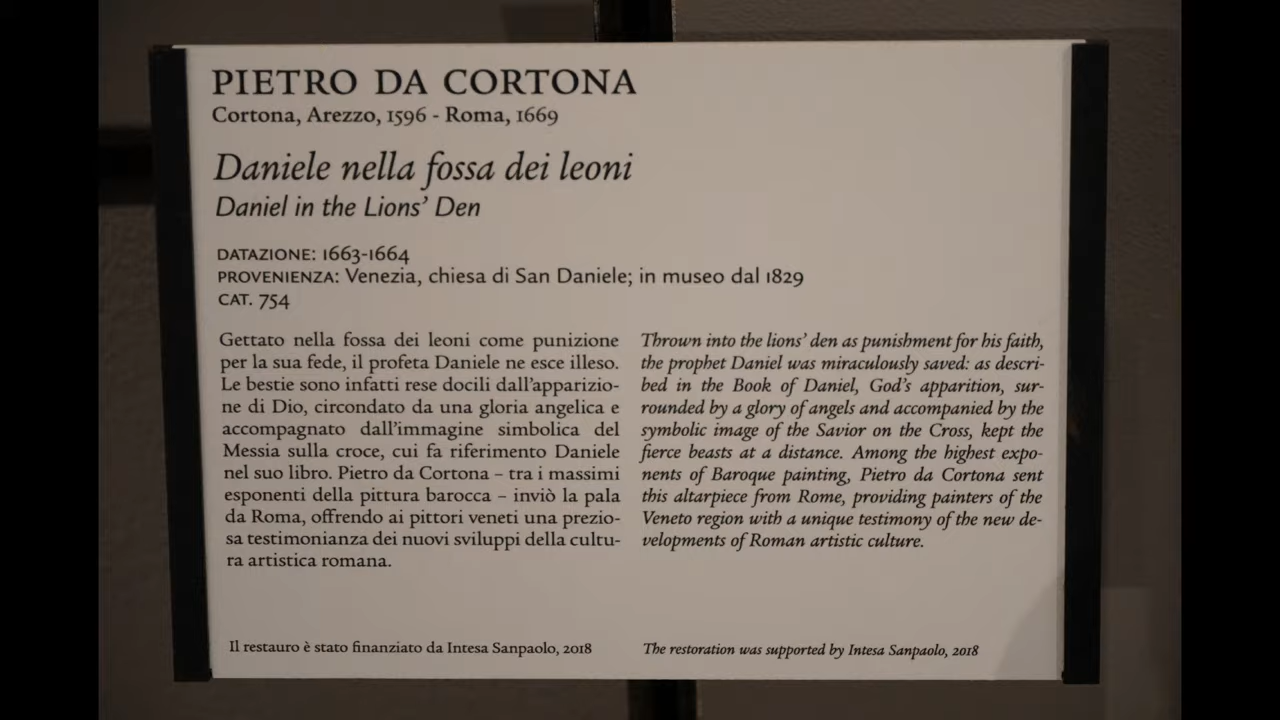 PIETRO DA CORTONA
Cortona, Arezzo, 1596 - Roma, 1669
Daniele nella fossa dei leoni
Daniel in the Lions’ Den
DATAZIONE: 1663-1664
PROVENIENZA: Venezia, chiesa di San Daniele; in museo dal 1829
CAT. 754
Gettato nella fossa dei leoni come punizione
per la sua fede, il profeta Daniele ne esce illeso.
Le bestie sono infatti rese docili dall’apparizio-
ne di Dio, circondato da una gloria angelica e
accompagnato dall’immagine simbolica del
Messia sulla croce, cui fa riferimento Daniele
nel suo libro. Pietro da Cortona – tra i massimi
esponenti della pittura barocca – inviò la pala
da Roma, offrendo ai pittori veneti una prezio-
sa testimonianza dei nuovi sviluppi della cultu-
ra artistica romana.
Thrown into the lions’ den as punishment for his faith,
the prophet Daniel was miraculously saved: as descri-
bed in the Book of Daniel, God’s apparition, sur-
rounded by a glory of angels and accompanied by the
symbolic image of the Savior on the Cross, kept the
fierce beasts at a distance. Among the highest expo-
nents of Baroque painting, Pietro da Cortona sent
this altarpiece from Rome, providing painters of the
Veneto region with a unique testimony of the new de-
velopments of Roman artistic culture.
Il restauro è stato finanziato da Intesa Sanpaolo, 2018
The restoration was supported by Intesa Sanpaolo, 2018